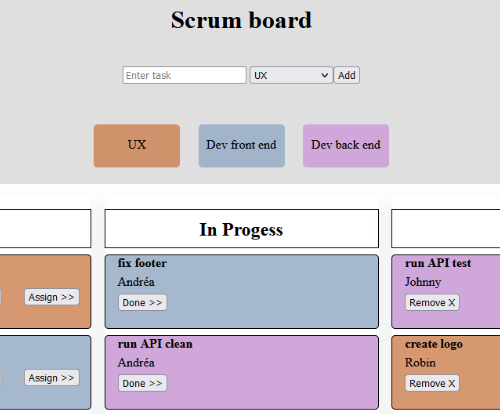 Scrum board
Enter task
UX
Add
UX
Dev front end
Dev back end
In Progess
fix footer
Andréa
Done >>
run API test
Johnny
Remove X
Assign >>
run API clean
Andréa
Done >>
create logo
Robin
Remove X
Assign >>